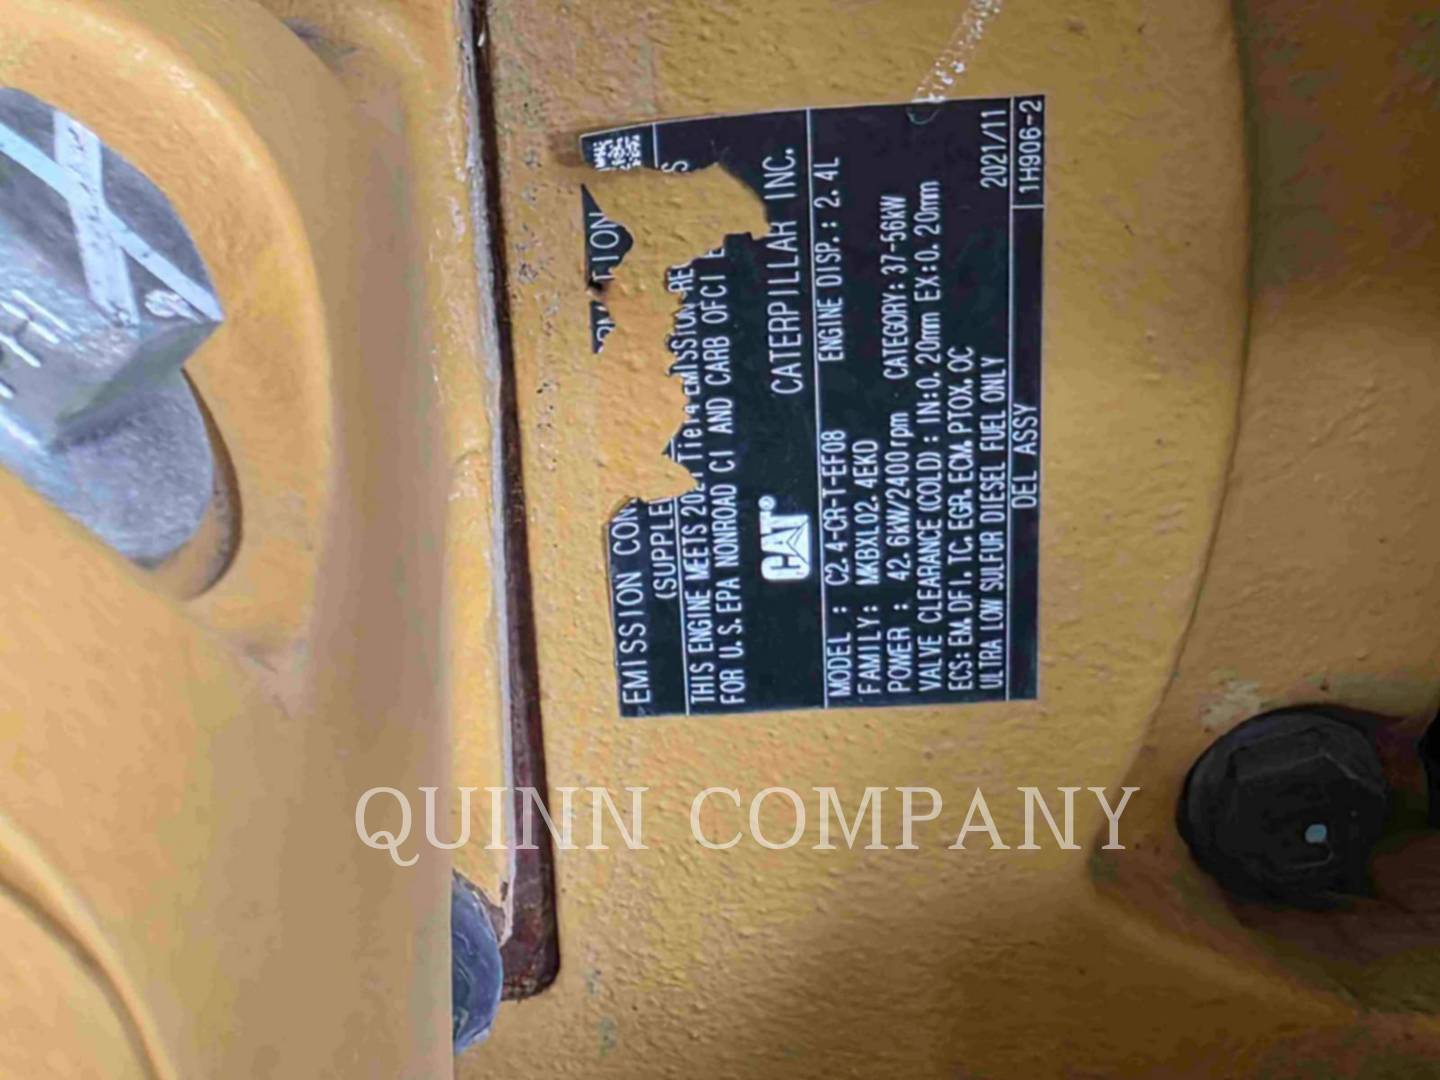 EMISSION CON
(SUPPLE
THIS ENGINE MEETS 2021 Tier4 EMISSION RE
FOR U. S. EPA NONROAD CI AND CARB OFCI
CAT® CATERPILLAR INC.
MODEL : C2. 4-CR-T-EF08 ENGINE DISP. : 2. 4L
FAMILY : MKBXL02. 4EKD
POWER : 42. 6kW/2400rpm CATEGORY: 37-56kW
VALVE CLEARANCE (COLD) : IN:0. 20mm EX:0. 20mm
ECS: EM, DFI, TC, EGR, ECM, PTOX, OC
ULTRA LOW SULFUR DIESEL FUEL ONLY 2021/11
DEL ASSY 1H906-2
QUINN COMPANY